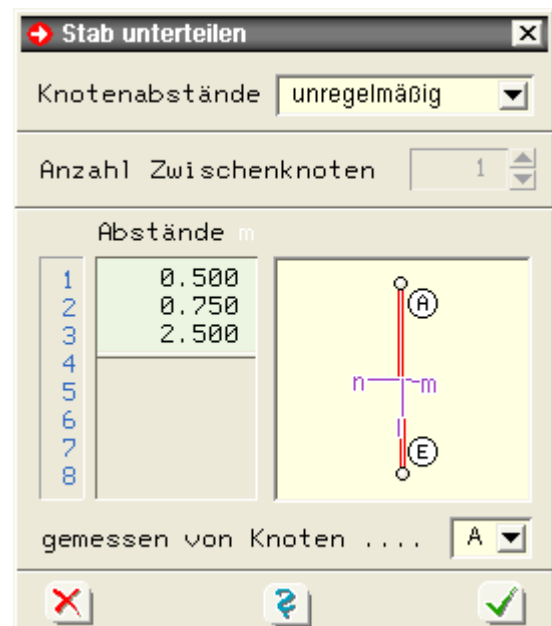 Stab unterteilen
Knotenabstände unregelmäßig
Anzahl Zwischenknoten 1
Abstände m
1 0.500
2 0.750
3 2.500
4
5
6
7
8
A
n m
l
E
gemessen von Knoten .... A